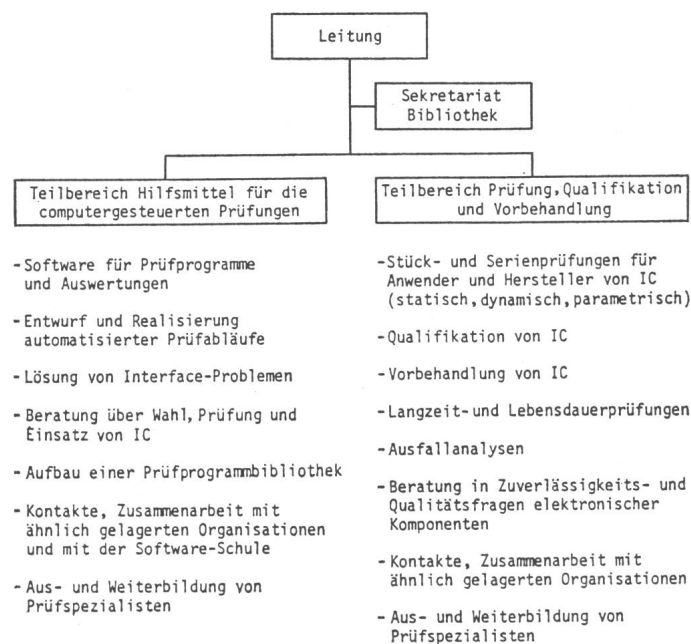 Leitung
Sekretariat
Bibliothek
Teilbereich Hilfsmittel für die
computergesteuerten Prüfungen
- Software für Prüfprogramme
und Auswertungen
- Entwurf und Realisierung
automatisierter Prüfabläufe
- Lösung von Interface-Problemen
- Beratung über Wahl, Prüfung und
Einsatz von IC
- Aufbau einer Prüfprogrammbibliothek
- Kontakte, Zusammenarbeit mit
ähnlich gelagerten Organisationen
und mit der Software-Schule
- Aus- und Weiterbildung von
Prüfspezialisten
Teilbereich Prüfung, Qualifikation
und Vorbehandlung
- Stück- und Serienprüfungen für
Anwender und Hersteller von IC
(statisch, dynamisch, parametrisch)
- Qualifikation von IC
- Vorbehandlung von IC
- Langzeit- und Lebensdauerprüfungen
- Ausfallanalysen
- Beratung in Zuverlässigkeits- und
Qualitätsfragen elektronischer
Komponenten
- Kontakte, Zusammenarbeit mit
ähnlich gelagerten Organisationen
- Aus- und Weiterbildung von
Prüfspezialisten